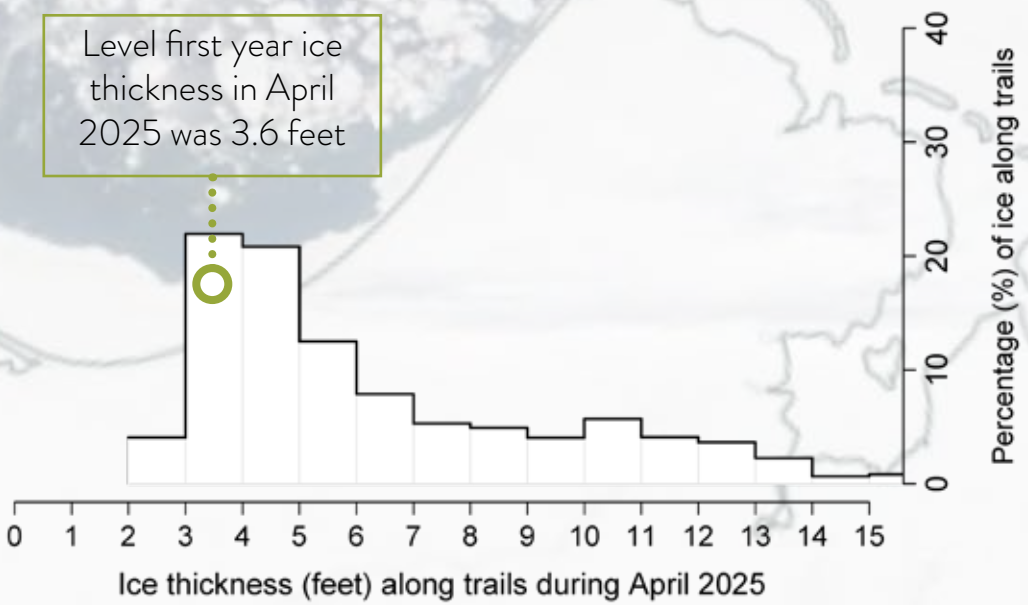 Level first year ice
thickness in April
2025 was 3.6 feet
40
30
20
10
0
Percentage (%) of ice along trails
0 1 2 3 4 5 6 7 8 9 10 11 12 13 14 15
Ice thickness (feet) along trails during April 2025